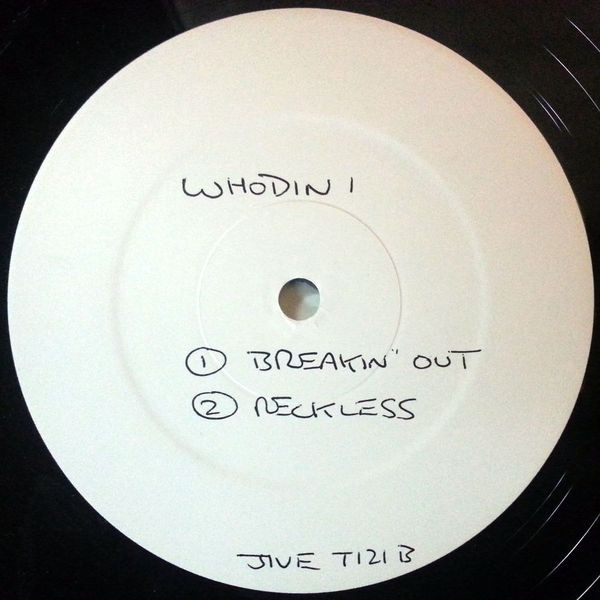 WHODINI
1 BREAKIN' OUT
2 RECKLESS
JIVE T121 B